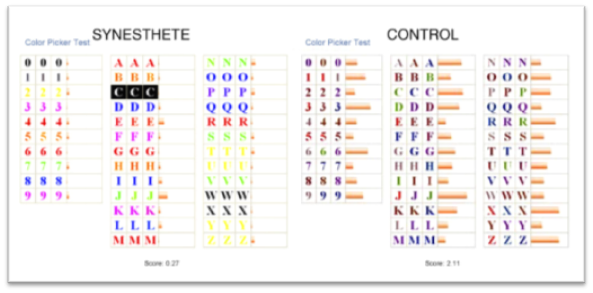 SYNESTHETE
Color Picker Test
0 0 0
1 1 1
2 2 2
3 3 3
4 4 4
5 5 5
6 6 6
7 7 7
8 8 8
9 9 9
A A A
B B B
C C C
D D D
E E E
F F F
G G G
H H H
I I I
J J J
K K K
L L L
M M M
N N N
O O O
P P P
Q Q Q
R R R
S S S
T T T
U U U
V V V
W W W
X X X
Y Y Y
Z Z Z
Score: 0.27
CONTROL
Color Picker Test
0 0 0
1 1 1
2 2 2
3 3 3
4 4 4
5 5 5
6 6 6
7 7 7
8 8 8
9 9 9
A A A
B B B
C C C
D D D
E E E
F F F
G G G
H H H
I I I
J J J
K K K
L L L
M M M
N N N
O O O
P P P
Q Q Q
R R R
S S S
T T T
U U U
V V V
W W W
X X X
Y Y Y
Z Z Z
Score: 2.11